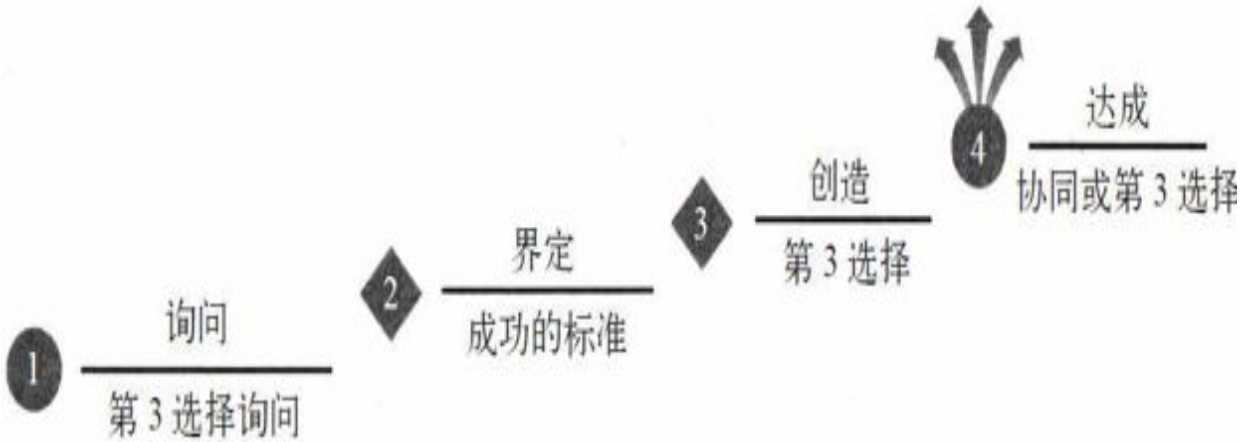 1
询问
第 3 选择询问
2
界定
成功的标准
3
创造
第 3 选择
4
达成
协同或第 3 选择